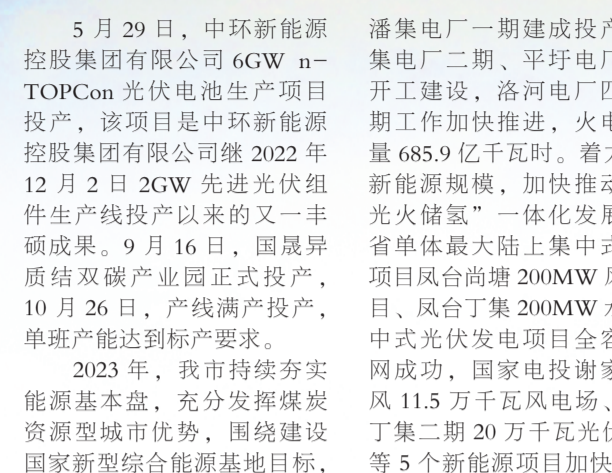 5 月 29 日，中环新能源
控股集团有限公司 6GW n-
TOPCon 光伏电池生产项目
投产，该项目是中环新能源
控股集团有限公司继 2022 年
12 月 2 日 2GW 先进光伏组
件生产线投产以来的又一丰
硕成果。9 月 16 日，国晟异
质结双碳产业园正式投产，
10 月 26 日，产线满产投产，
单班产能达到标产要求。
2023 年，我市持续夯实
能源基本盘，充分发挥煤炭
资源型城市优势，围绕建设
国家新型综合能源基地目标，
潘集电厂一期建成投产
集电厂二期、平圩电厂
开工建设，洛河电厂四
期工作加快推进，火电
量 685.9 亿千瓦时。着力
新能源规模，加快推动
光火储氢”一体化发展
省单体最大陆上集中式
项目凤台尚塘 200MW 风
目、凤台丁集 200MW 水
中式光伏发电项目全容
网成功，国家电投谢家
风 11.5 万千瓦风电场、
丁集二期 20 万千瓦光伏
等 5 个新能源项目加快